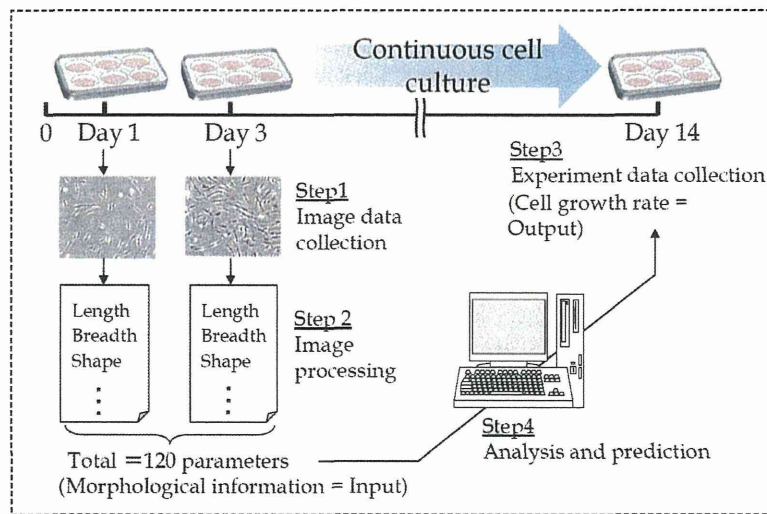 Continuous cell
culture
0 Day 1 Day 3 Day 14
Step1
Image data
collection
Step3
Experiment data collection
(Cell growth rate =
Output)
Length
Breadth
Shape
Length
Breadth
Shape
Step 2
Image
processing
Step4
Analysis and prediction
Total =120 parameters
(Morphological information = Input)